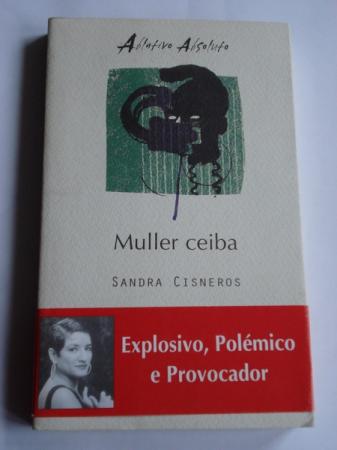 Ablativo Absoluto
Muller ceiba
SANDRA CISNEROS
Explosivo, Polémico
e Provocador